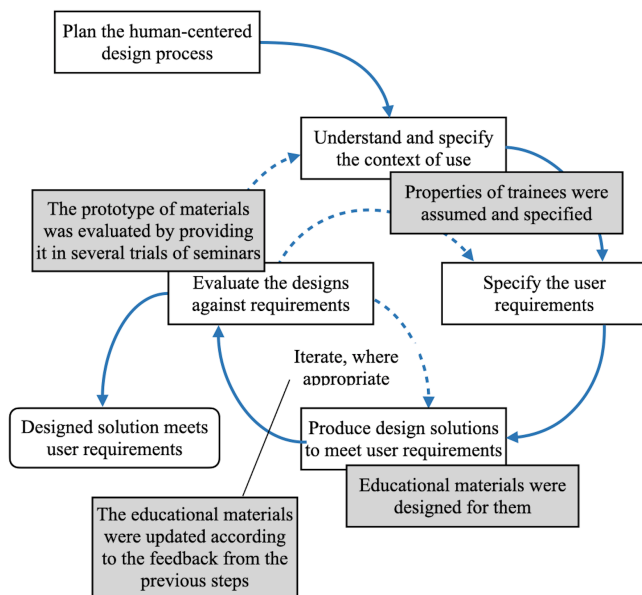 Plan the human-centered
design process
Understand and specify
the context of use
Properties of trainees were
assumed and specified
The prototype of materials
was evaluated by providing
it in several trials of seminars
Evaluate the designs
against requirements
Specify the user
requirements
Iterate, where
appropriate
Designed solution meets
user requirements
Produce design solutions
to meet user requirements
Educational materials were
designed for them
The educational materials
were updated according
to the feedback from the
previous steps